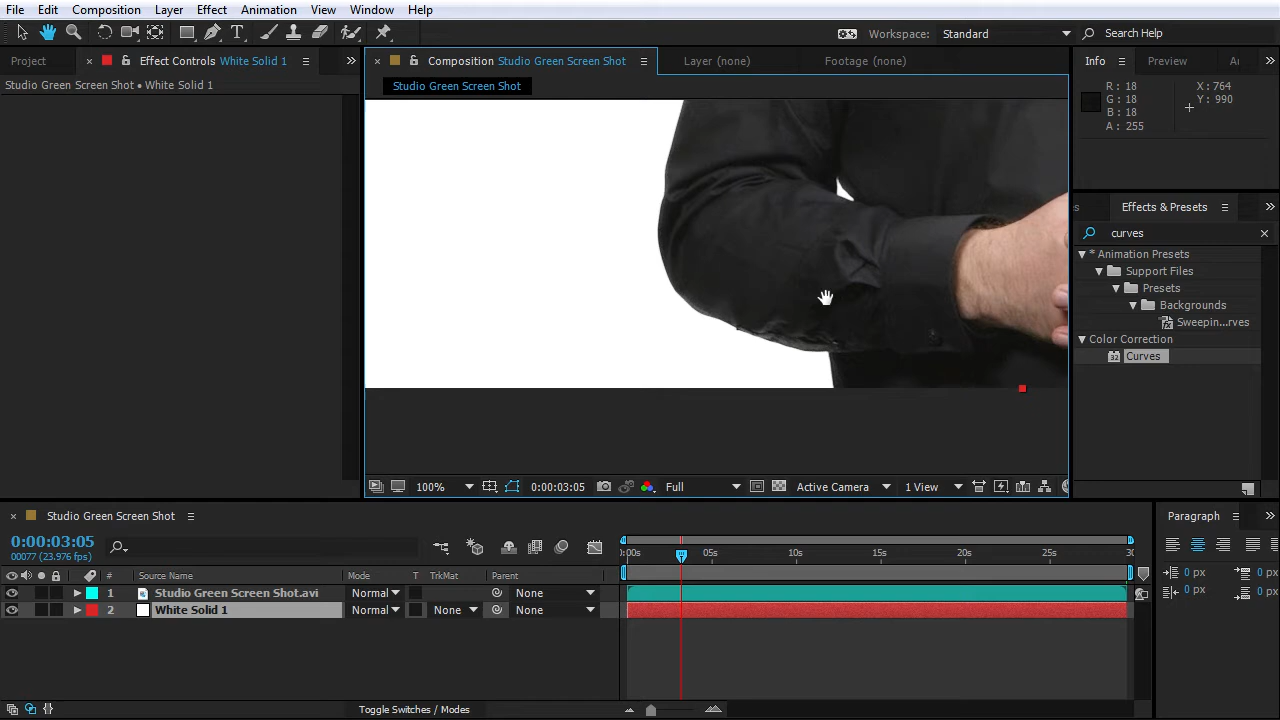 File Edit Composition Layer Effect Animation View Window Help
Workspace: Standard Search Help
Project × Effect Controls White Solid 1
Studio Green Screen Shot • White Solid 1
× Composition Studio Green Screen Shot Layer (none) Footage (none)
Studio Green Screen Shot
Info Preview
R : 18
G : 18
B : 18
A : 255
X : 764
Y : 990
Effects & Presets
curves
* Animation Presets
Support Files
Presets
Backgrounds
Sweepin...rves
Color Correction
32 Curves
100% 0:00:03:05 Full Active Camera 1 View
× Studio Green Screen Shot
0:00:03:05
00077 (23.976 fps)
# Source Name Mode T TrkMat Parent
1 Studio Green Screen Shot.avi Normal None
2 White Solid 1 Normal None None
:00s 05s 10s 15s 20s 25s 30
Toggle Switches / Modes
Paragraph
0 px 0 px
0 px 0 px